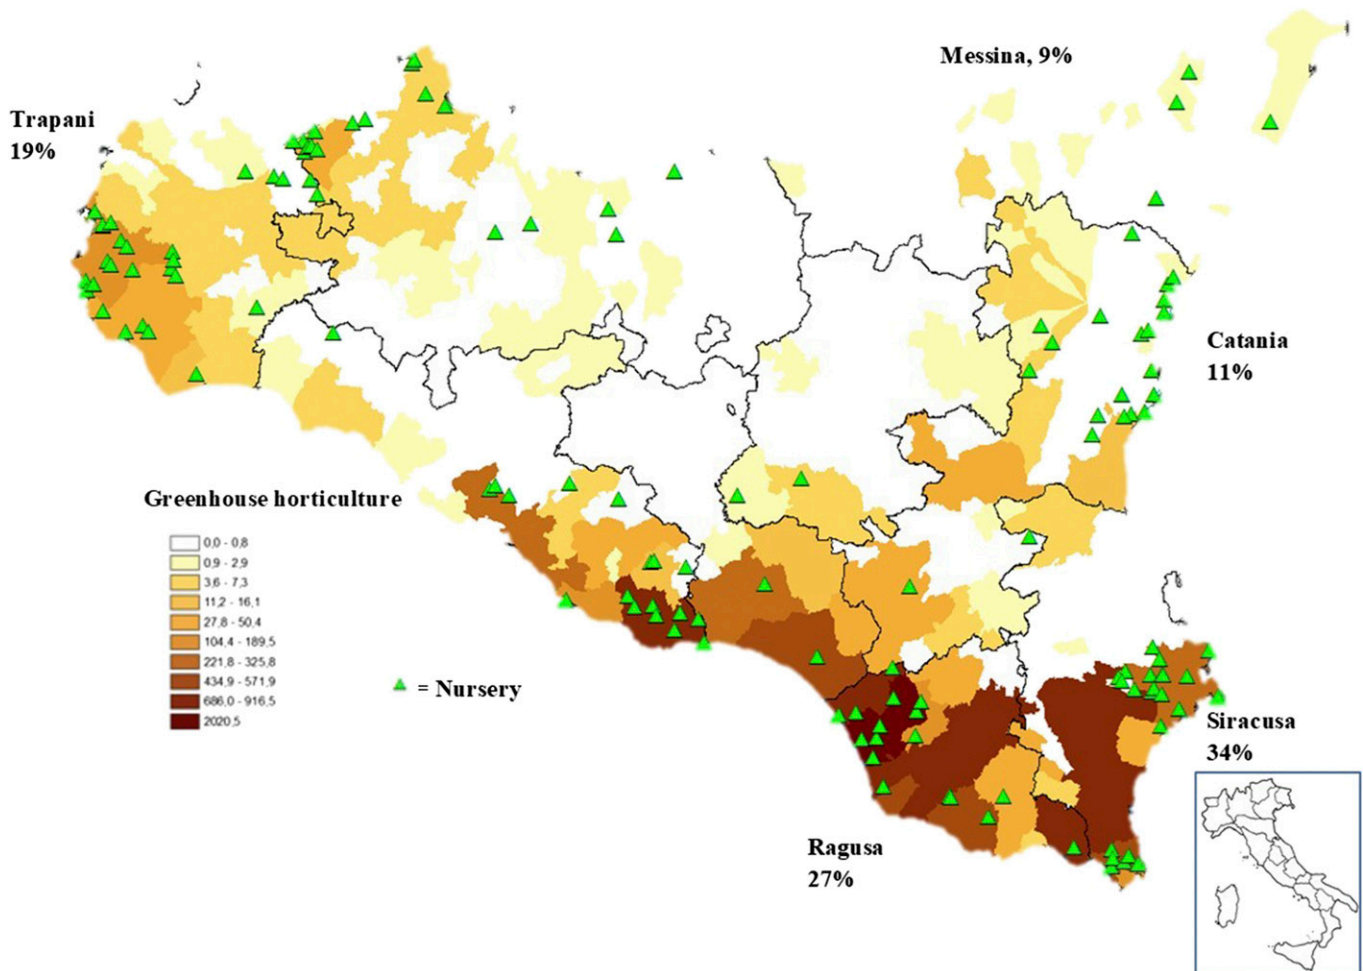 Messina, 9%
Trapani
19%
Catania
11%
Greenhouse horticulture
0,0 - 0,8
0,9 - 2,9
3,6 - 7,3
11,2 - 16,1
27,8 - 50,4
104,4 - 189,5
221,8 - 325,8
434,9 - 571,9
686,0 - 916,5
2020,5
= Nursery
Siracusa
34%
Ragusa
27%